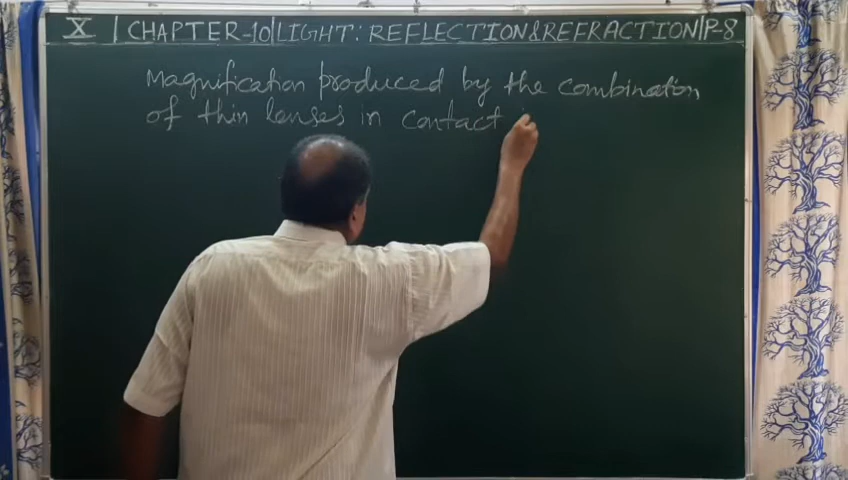 X | CHAPTER-10 | LIGHT: REFLECTION & REFRACTION | P-8
Magnification produced by the combination
of thin lenses in contact